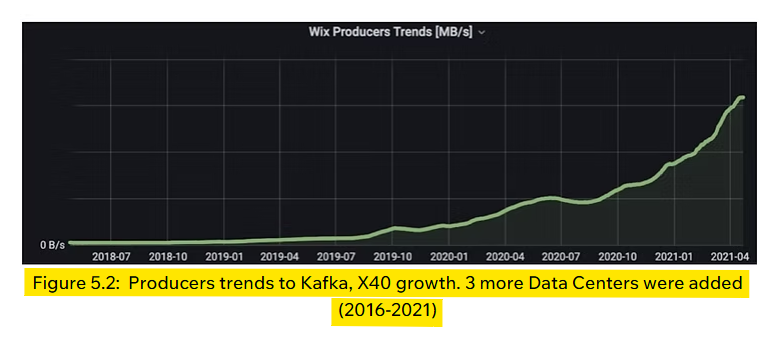 Wix Producers Trends [MB/s]
0 B/s
2018-07 2018-10 2019-01 2019-04 2019-07 2019-10 2020-01 2020-04 2020-07 2020-10 2021-01 2021-04
Figure 5.2: Producers trends to Kafka, X40 growth. 3 more Data Centers were added
(2016-2021)